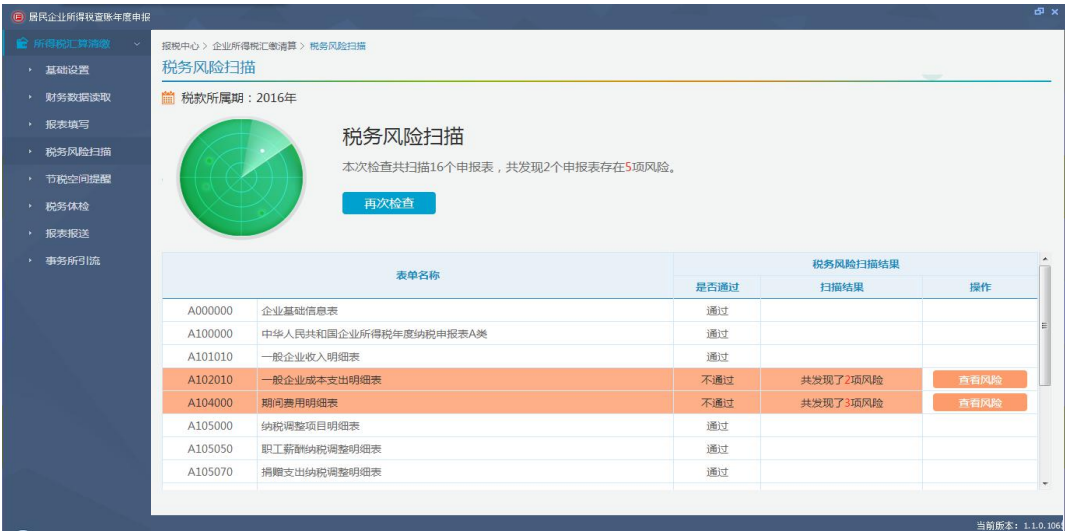 居民企业所得税查账年度申报
所得税汇算清缴
基础设置
财务数据读取
报表填写
税务风险扫描
节税空间提醒
税务体检
报表报送
事务所引流
报税中心 > 企业所得税汇缴清算 > 税务风险扫描
税务风险扫描
税款所属期：2016年
税务风险扫描
本次检查共扫描16个申报表，共发现2个申报表存在5项风险。
再次检查
表单名称 税务风险扫描结果
是否通过 扫描结果 操作
A000000 企业基础信息表 通过
A100000 中华人民共和国企业所得税年度纳税申报表A类 通过
A101010 一般企业收入明细表 通过
A102010 一般企业成本支出明细表 不通过 共发现了2项风险 查看风险
A104000 期间费用明细表 不通过 共发现了3项风险 查看风险
A105000 纳税调整项目明细表 通过
A105050 职工薪酬纳税调整明细表 通过
A105070 捐赠支出纳税调整明细表 通过
当前版本：1.1.0.1065